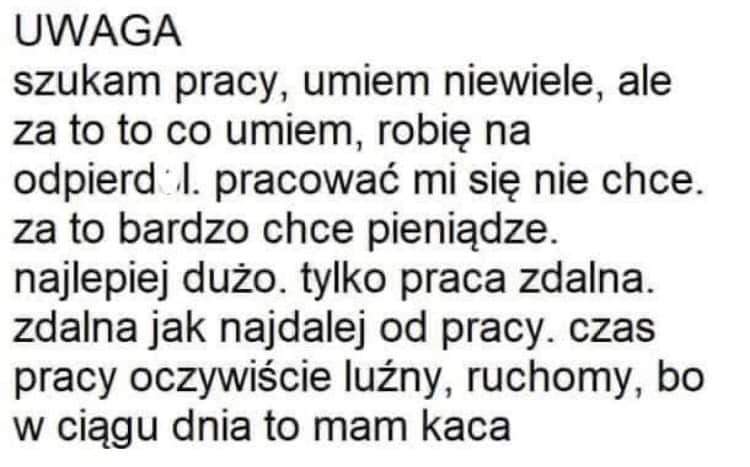 UWAGA
szukam pracy, umiem niewiele, ale
za to to co umiem, robię na
odpierd l. pracować mi się nie chce.
za to bardzo chce pieniądze.
najlepiej dużo. tylko praca zdalna.
zdalna jak najdalej od pracy. czas
pracy oczywiście luźny, ruchomy, bo
w ciągu dnia to mam kaca